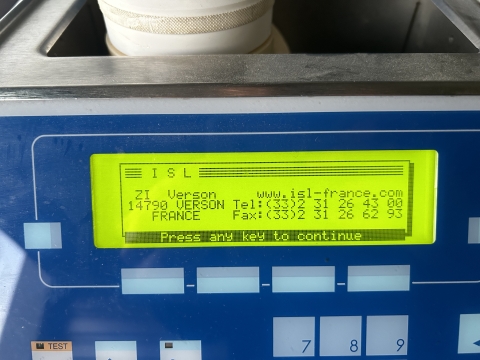 I S L
ZI Verson www.isl-france.com
14790 VERSON Tel:(33)2 31 26 43 00
FRANCE Fax:(33)2 31 26 62 93
Press any key to continue
TEST
7 8 9